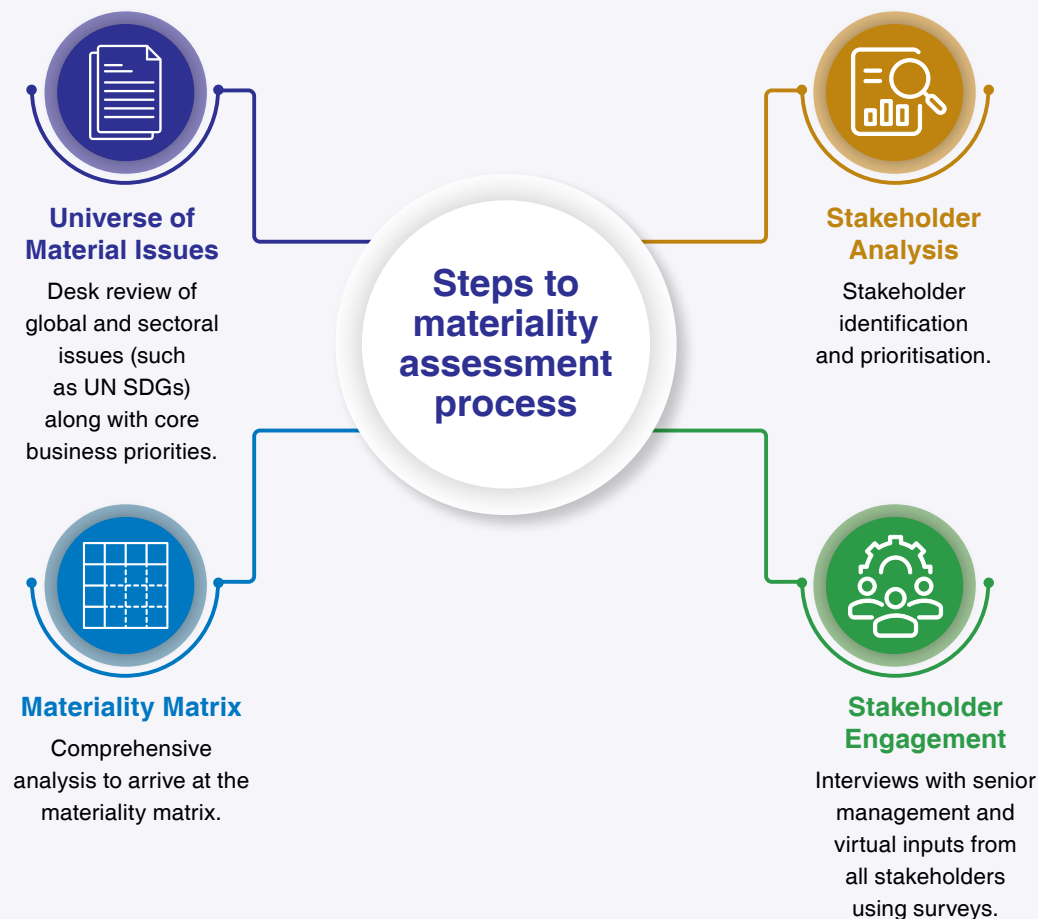 Steps to
materiality
assessment
process
Universe of
Material Issues
Desk review of
global and sectoral
issues (such
as UN SDGs)
along with core
business priorities.
Stakeholder
Analysis
Stakeholder
identification
and prioritisation.
Materiality Matrix
Comprehensive
analysis to arrive at the
materiality matrix.
Stakeholder
Engagement
Interviews with senior
management and
virtual inputs from
all stakeholders
using surveys.